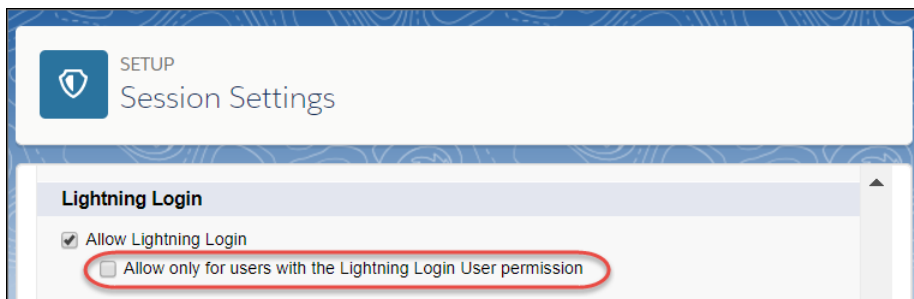 SETUP
Session Settings
Lightning Login
Allow Lightning Login
Allow only for users with the Lightning Login User permission